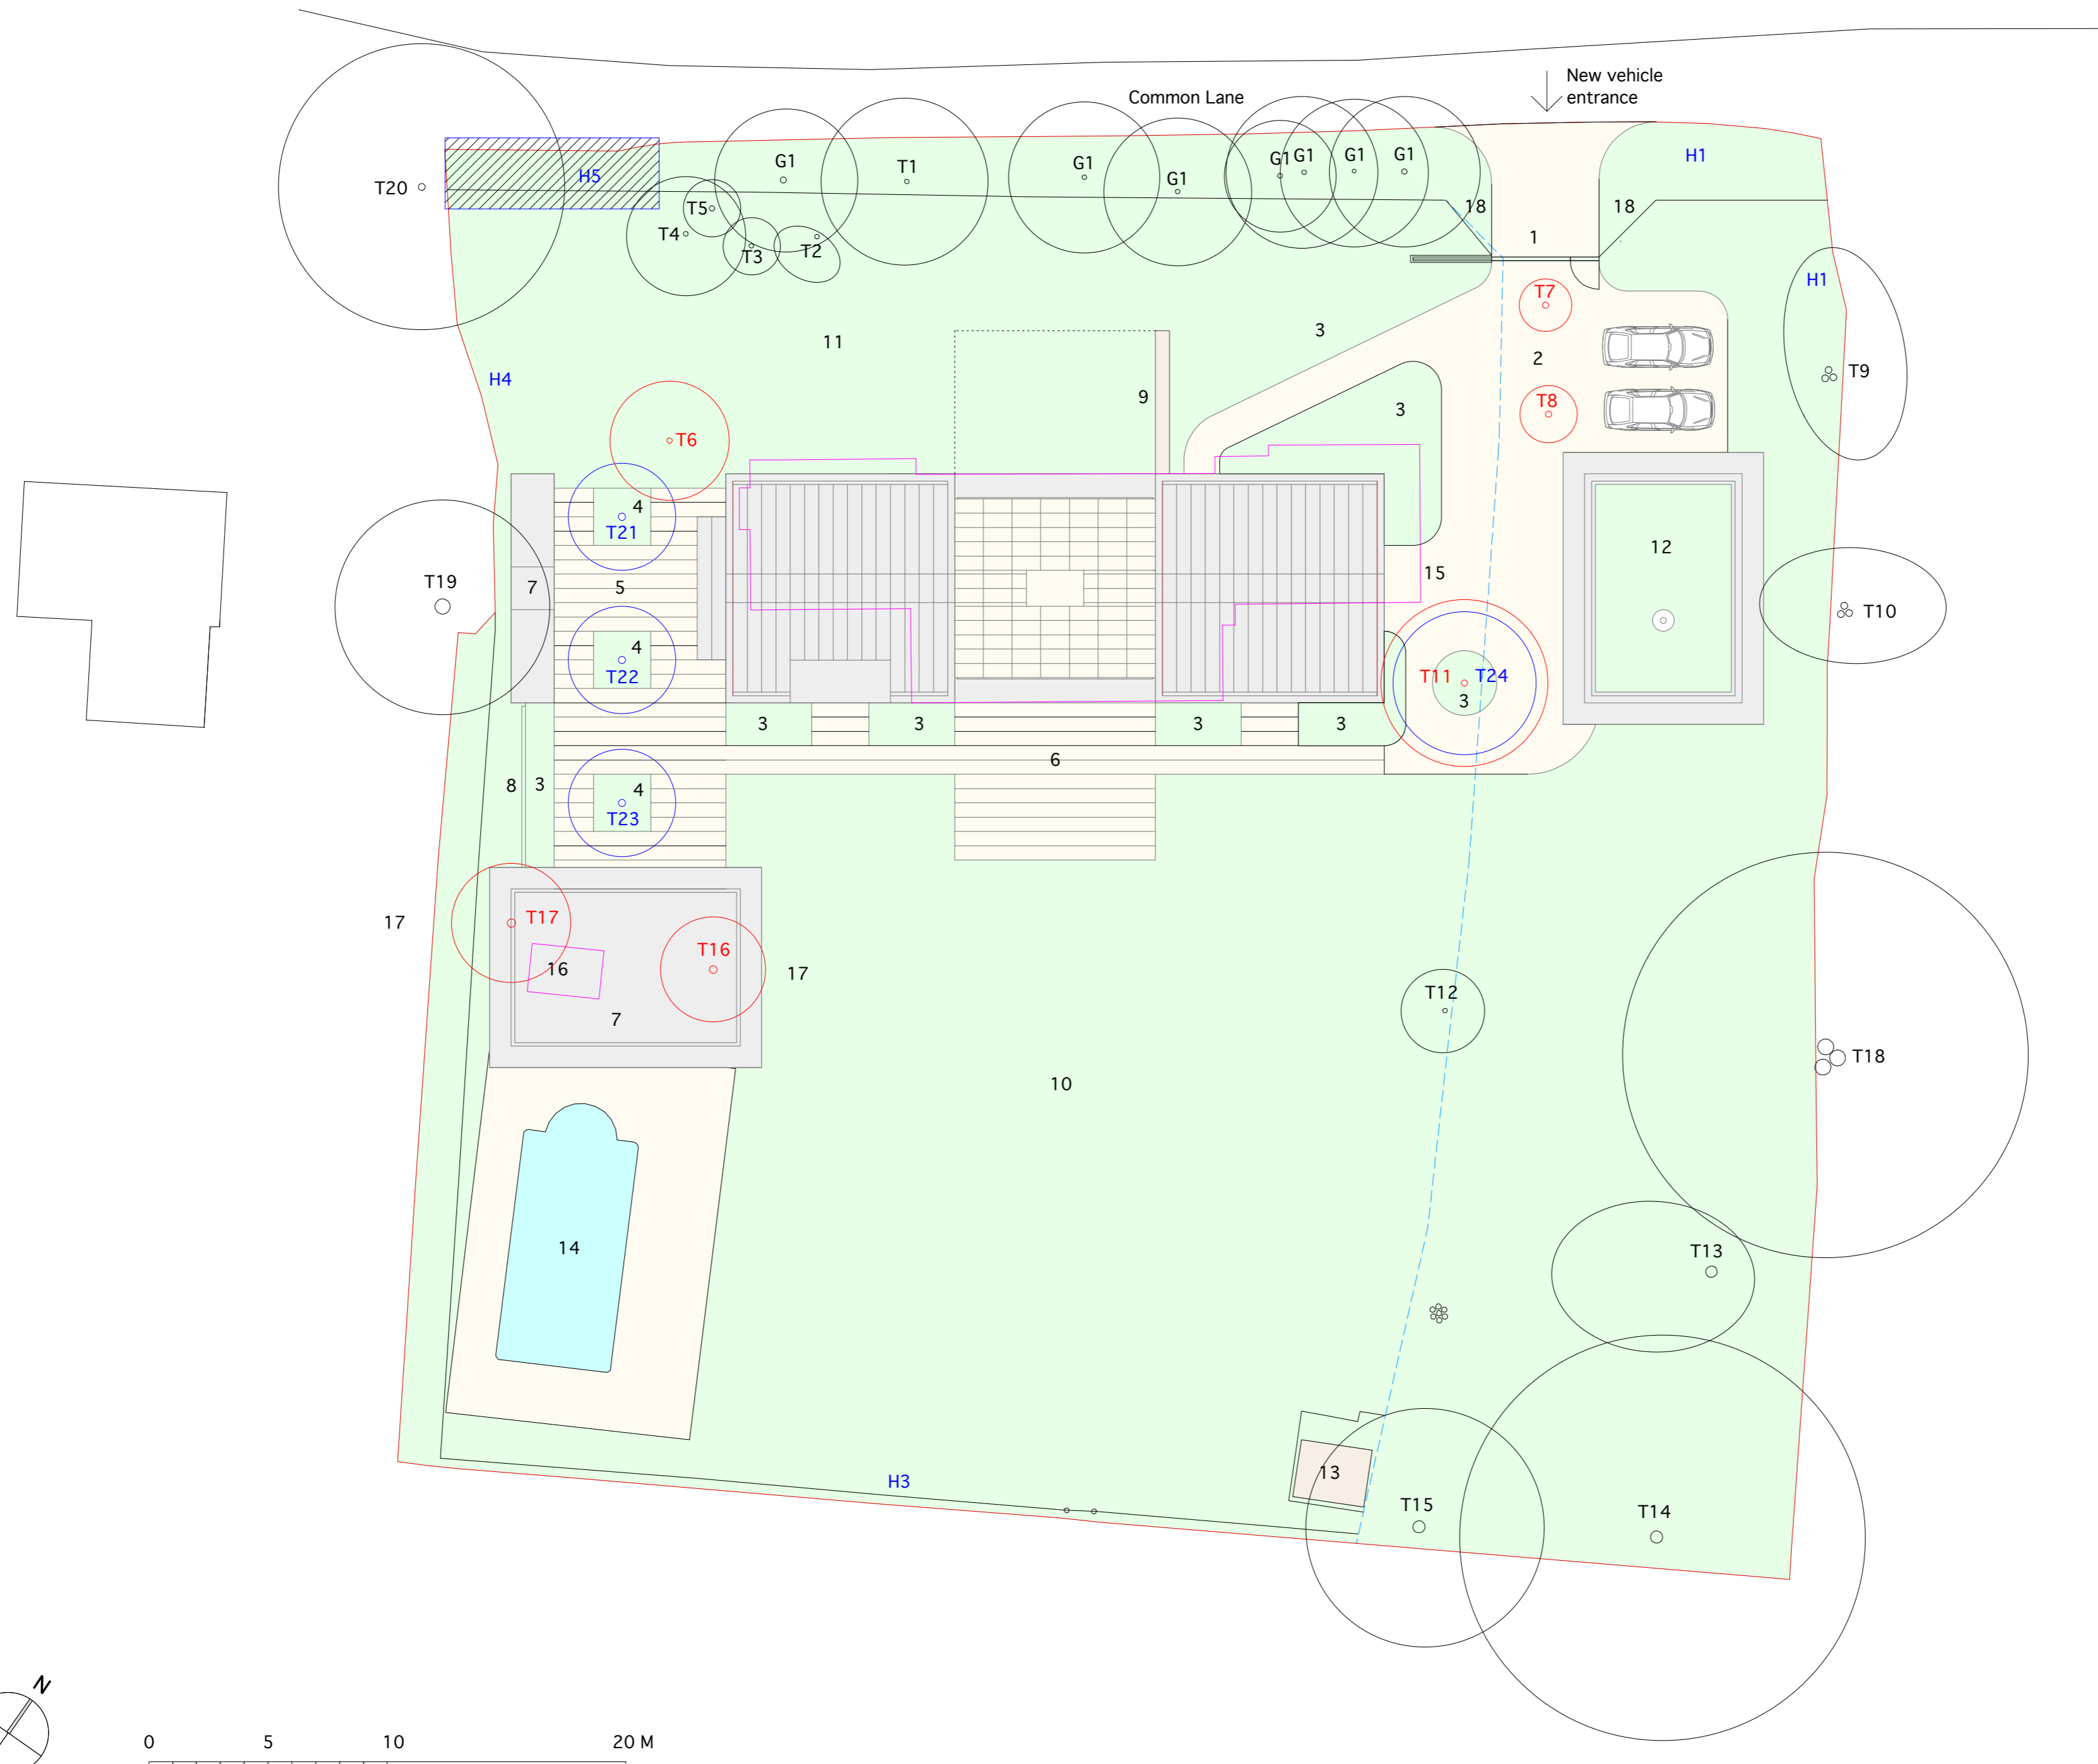 New vehicle
entrance
Common Lane
H1
G1
T1
G1
G1
G1
G1
G1
G1
T20
H5
T5
T4
T3
T2
18
18
1
H1
T7
3
2
11
T9
H4
9
T8
3
T6
4
T21
12
T19
7
5
15
T10
4
T22
T11
T24
3
3
3
3
3
6
8
3
4
T23
17
T17
T16
16
17
7
T12
T18
10
14
T13
13
H3
T15
T14
N
0
5
10
20 M